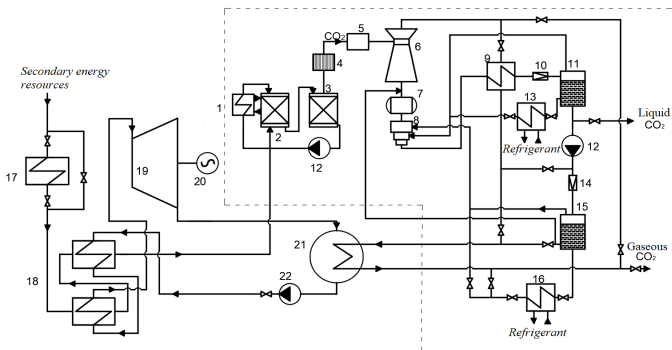 CO₂
5
6
4
9
10
11
Secondary energy
resources
1
3
7
13
Liquid
CO₂
2
8
12
12
Refrigerant
17
19
20
14
15
21
Gaseous
CO₂
18
22
16
Refrigerant